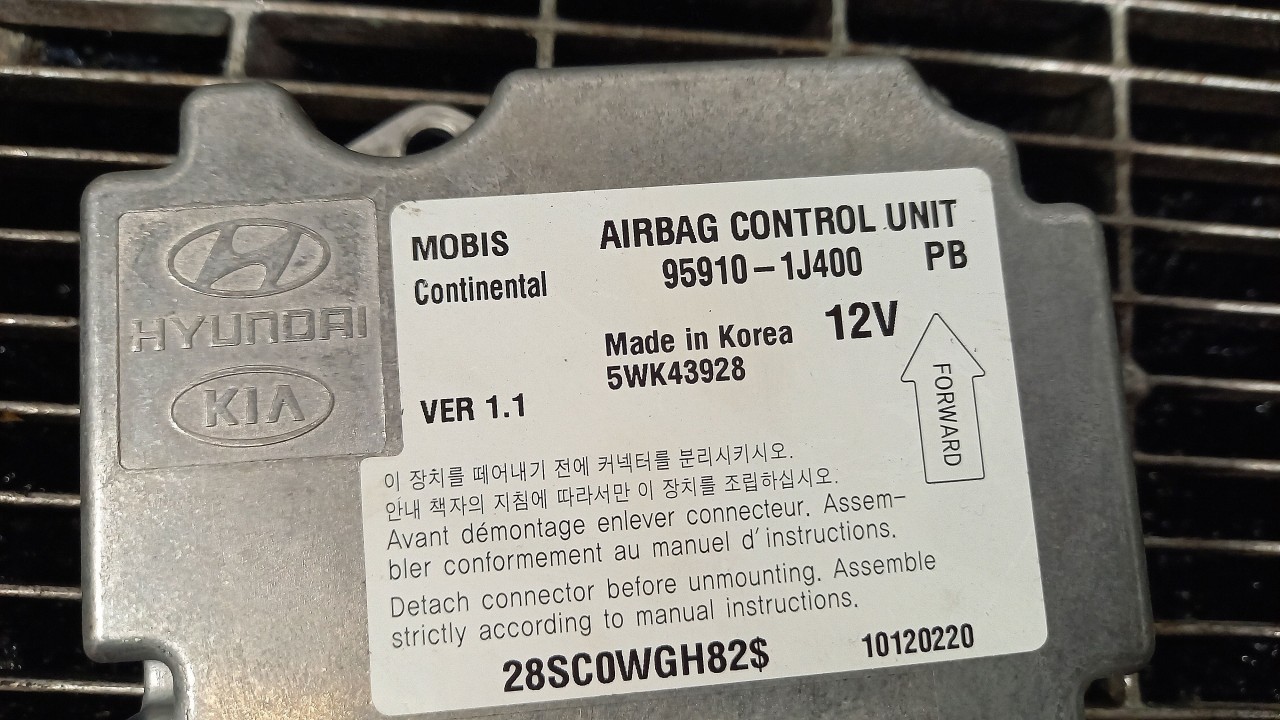 HYUNDAI
KIA
MOBIS
Continental
AIRBAG CONTROL UNIT
95910-1J400 PB
Made in Korea
12V
5WK43928
VER 1.1
FORWARD
이 장치를 떼어내기 전에 커넥터를 분리시키시오.
안내 책자의 지침에 따라서만 이 장치를 조립하십시오.
Avant démontage enlever connecteur. Assem-
bler conformement au manuel d'instructions.
Detach connector before unmounting. Assemble
strictly according to manual instructions.
28SC0WGH82$ 10120220